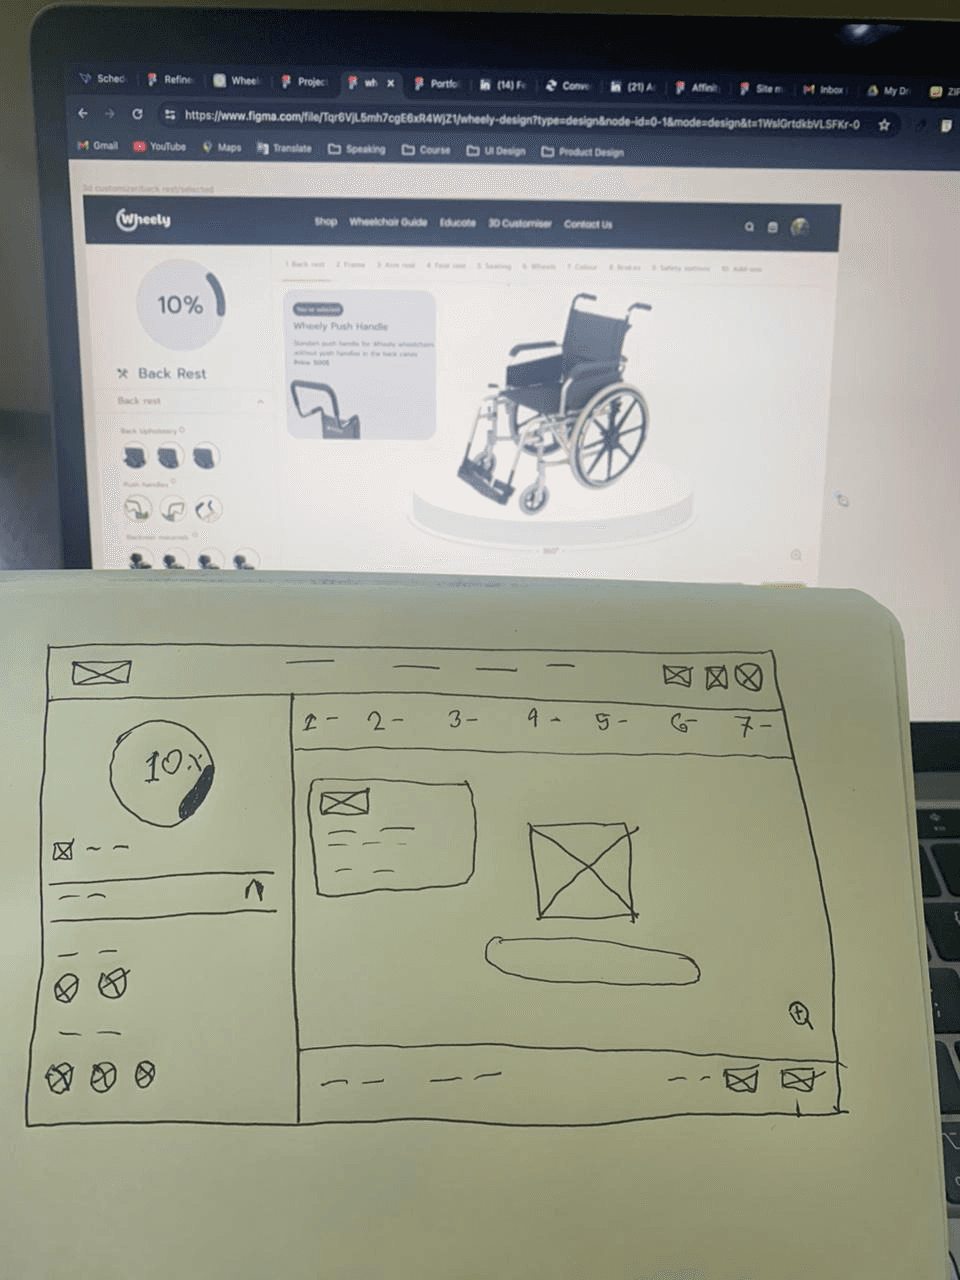 Sched
Refine
Wheel
Projec
wh
Portfo
(14) Fe
Conve
(21) A
Affinit
Site m
Inbox
My Dr
ZIF
https://www.figma.com/file/Tqr6VjL5mh7cgE6xR4WjZ1/wheely-design?type=design&node-id=0-1&mode=design&t=1WslGrtdkbVLSFKr-0
Gmail YouTube Maps Translate Speaking Course UI Design Product Design
3d customizer/back rest/selected
Wheely Shop Wheelchair Guide Educate 3D Customiser Contact Us
1 Back rest 2 Frame 3 Arm rest 4 Foot rest 5 Seating 6 Wheels 7 Colour 8 Brakes 9 Safety options 10 Add-ons
10%
You've selected
Wheely Push Handle
Standart push handle for Wheely wheelchairs
without push handles in the back canes
Price 500$
Back Rest
Back rest
Back Upholstery
Push handles
Backrest materials
360°
1- 2- 3- 4- 5- 6- 7-
10%